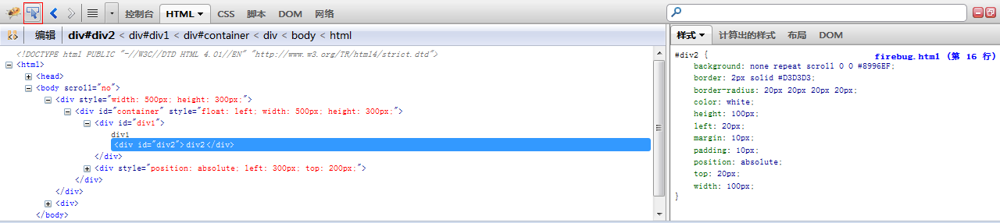 控制台 HTML CSS 脚本 DOM 网络
编辑 div#div2 < div#div1 < div#container < div < body < html
<!DOCTYPE html PUBLIC "-//W3C//DTD HTML 4.01//EN" "http://www.w3.org/TR/html4/strict.dtd">
<html>
<head>
<body scroll="no">
<div style="width: 500px; height: 300px;">
<div id="container" style="float: left; width: 500px; height: 300px;">
<div id="div1">
div1
<div id="div2">div2</div>
</div>
<div style="position: absolute; left: 300px; top: 200px;">
</div>
</div>
<div>
</body>
样式 计算出的样式 布局 DOM
#div2 { firebug.html (第 16 行)
background: none repeat scroll 0 0 #8996EF;
border: 2px solid #D3D3D3;
border-radius: 20px 20px 20px 20px;
color: white;
height: 100px;
left: 20px;
margin: 10px;
padding: 10px;
position: absolute;
top: 20px;
width: 100px;
}